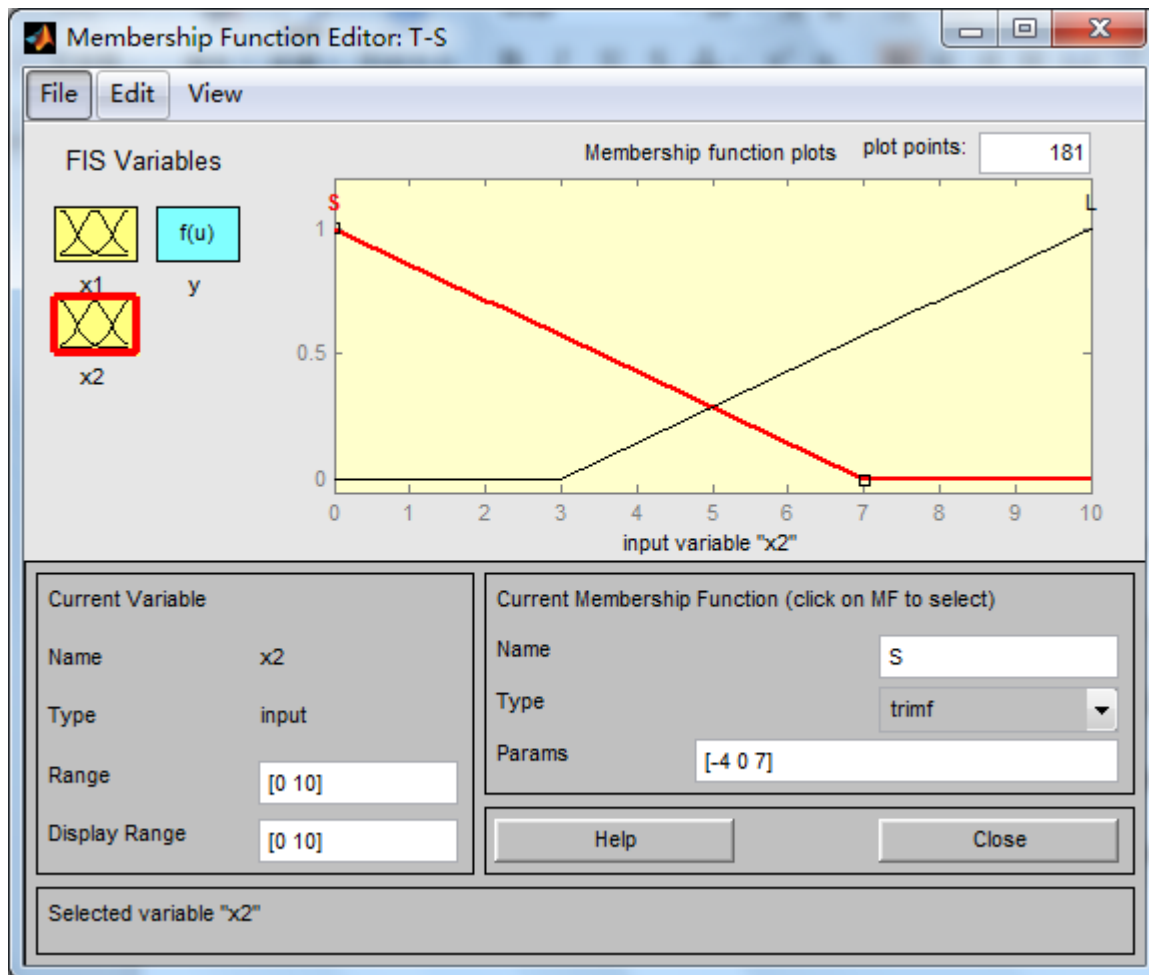 Membership Function Editor: T-S
File Edit View
FIS Variables
Membership function plots plot points: 181
f(u)
x1 y
x2
S L
1
0.5
0
0 1 2 3 4 5 6 7 8 9 10
input variable "x2"
Current Variable
Name x2
Type input
Range [0 10]
Display Range [0 10]
Current Membership Function (click on MF to select)
Name S
Type trimf
Params [-4 0 7]
Help Close
Selected variable "x2"